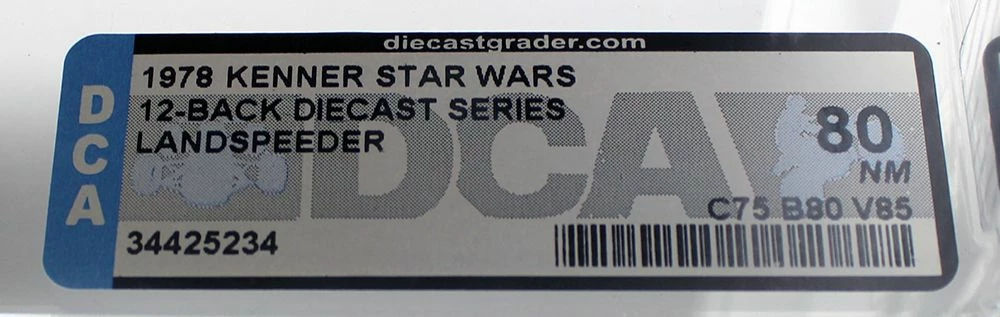 diecastgrader.com
DCA
1978 KENNER STAR WARS
12-BACK DIECAST SERIES
LANDSPEEDER
DCA
80
NM
C75 B80 V85
34425234